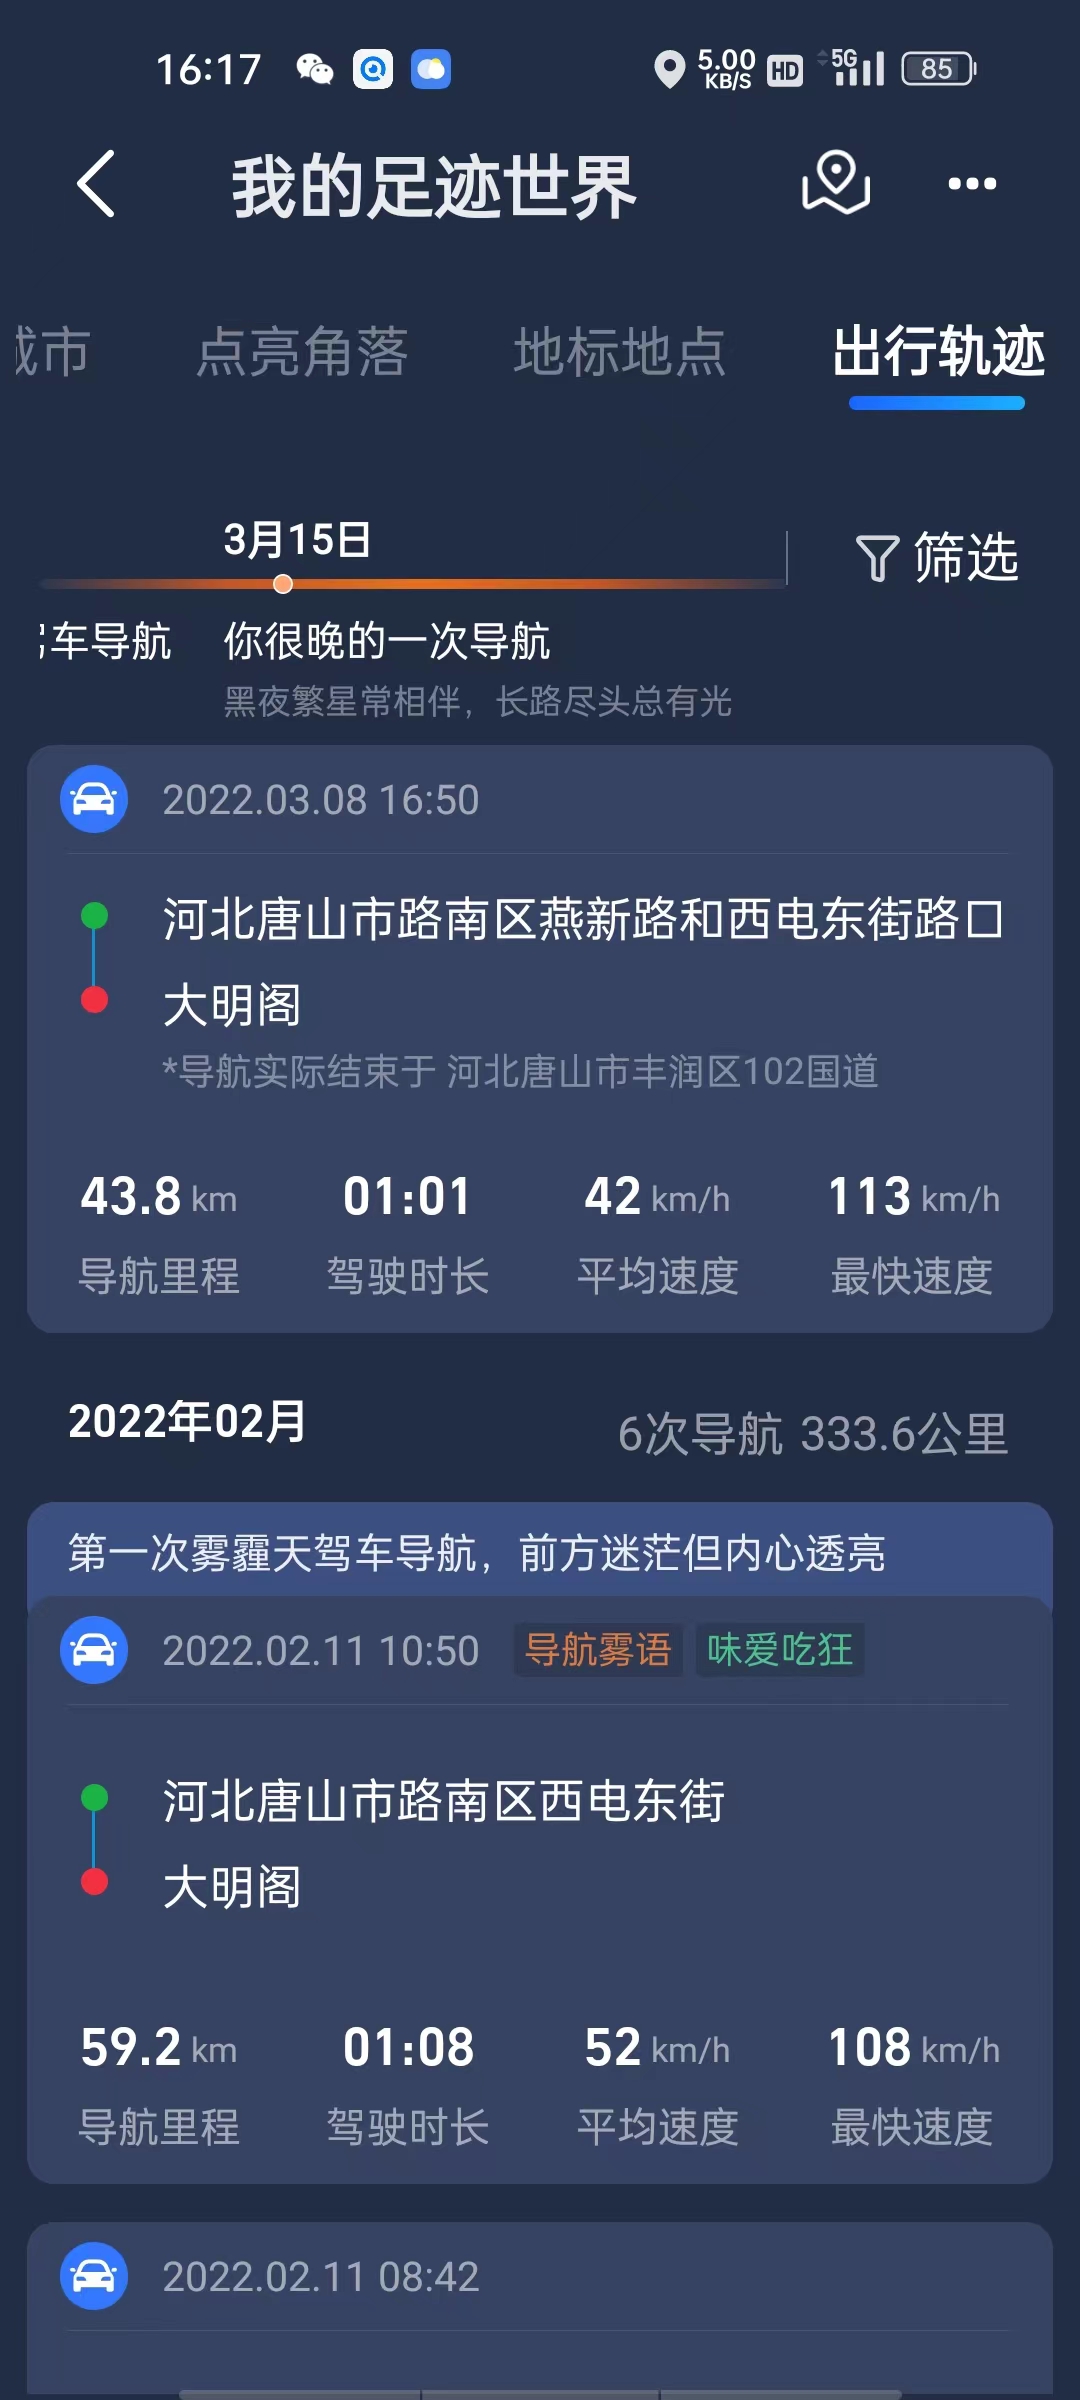 16:17 5.00 KB/S HD 5G 85
我的足迹世界
城市 点亮角落 地标地点 出行轨迹
3月15日 筛选
车导航 你很晚的一次导航
黑夜繁星常相伴，长路尽头总有光
2022.03.08 16:50
河北唐山市路南区燕新路和西电东街路口
大明阁
*导航实际结束于 河北唐山市丰润区102国道
43.8 km 01:01 42 km/h 113 km/h
导航里程 驾驶时长 平均速度 最快速度
2022年02月 6次导航 333.6公里
第一次雾霾天驾车导航，前方迷茫但内心透亮
2022.02.11 10:50 导航雾语 味爱吃狂
河北唐山市路南区西电东街
大明阁
59.2 km 01:08 52 km/h 108 km/h
导航里程 驾驶时长 平均速度 最快速度
2022.02.11 08:42